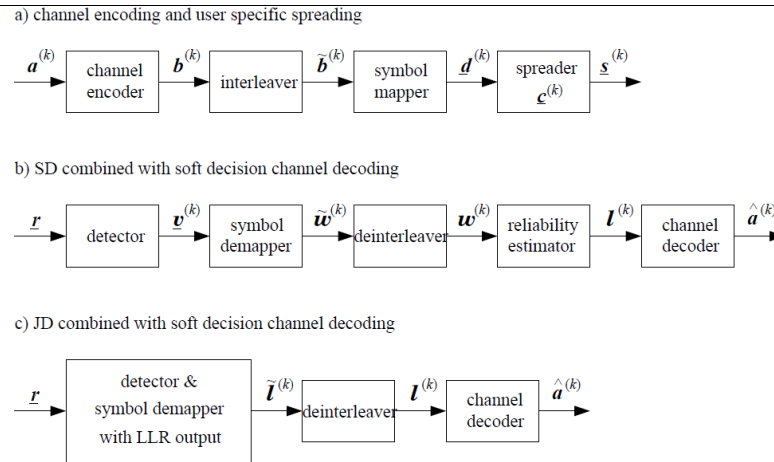 a) channel encoding and user specific spreading
a^(k) b^(k) b̃^(k) d^(k) s^(k)
channel encoder
interleaver
symbol mapper
spreader c^(k)
b) SD combined with soft decision channel decoding
r v^(k) w̃^(k) w^(k) l^(k) â^(k)
detector
symbol demapper
deinterleaver
reliability estimator
channel decoder
c) JD combined with soft decision channel decoding
r l̃^(k) l^(k) â^(k)
detector &
symbol demapper
with LLR output
deinterleaver
channel decoder